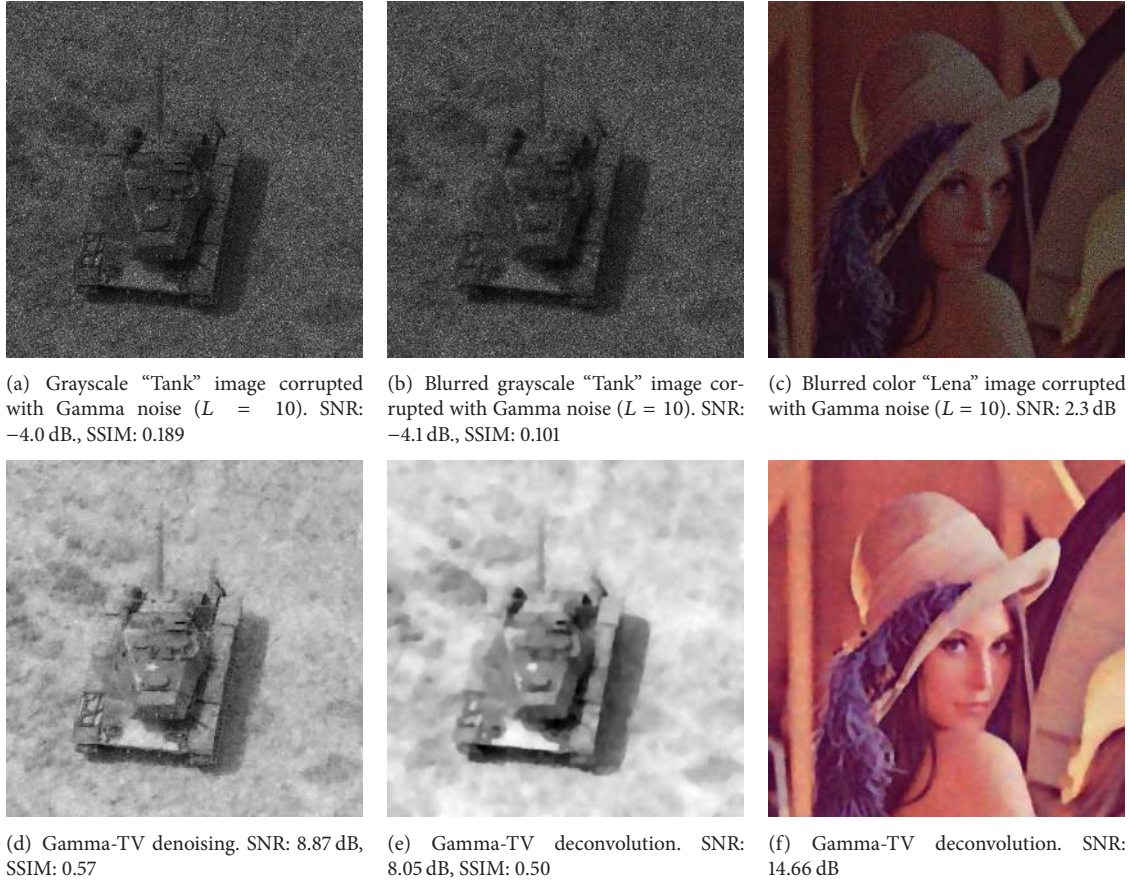 (a) Grayscale “Tank” image corrupted
with Gamma noise (L = 10). SNR:
−4.0 dB., SSIM: 0.189
(b) Blurred grayscale “Tank” image cor-
rupted with Gamma noise (L = 10). SNR:
−4.1 dB., SSIM: 0.101
(c) Blurred color “Lena” image corrupted
with Gamma noise (L = 10). SNR: 2.3 dB
(d) Gamma-TV denoising. SNR: 8.87 dB,
SSIM: 0.57
(e) Gamma-TV deconvolution. SNR:
8.05 dB, SSIM: 0.50
(f) Gamma-TV deconvolution. SNR:
14.66 dB